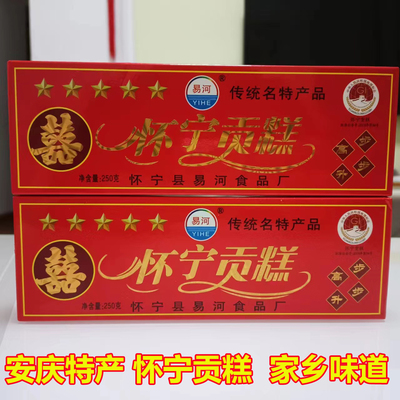 易河
YIHE
®
传统名特产品
囍
怀宁贡糕
步步高升
净含量:250克
怀宁县易河食品厂
易河
YIHE
®
传统名特产品
囍
怀宁贡糕
步步高升
净含量:250克
怀宁县易河食品厂
安庆特产 怀宁贡糕 家乡味道